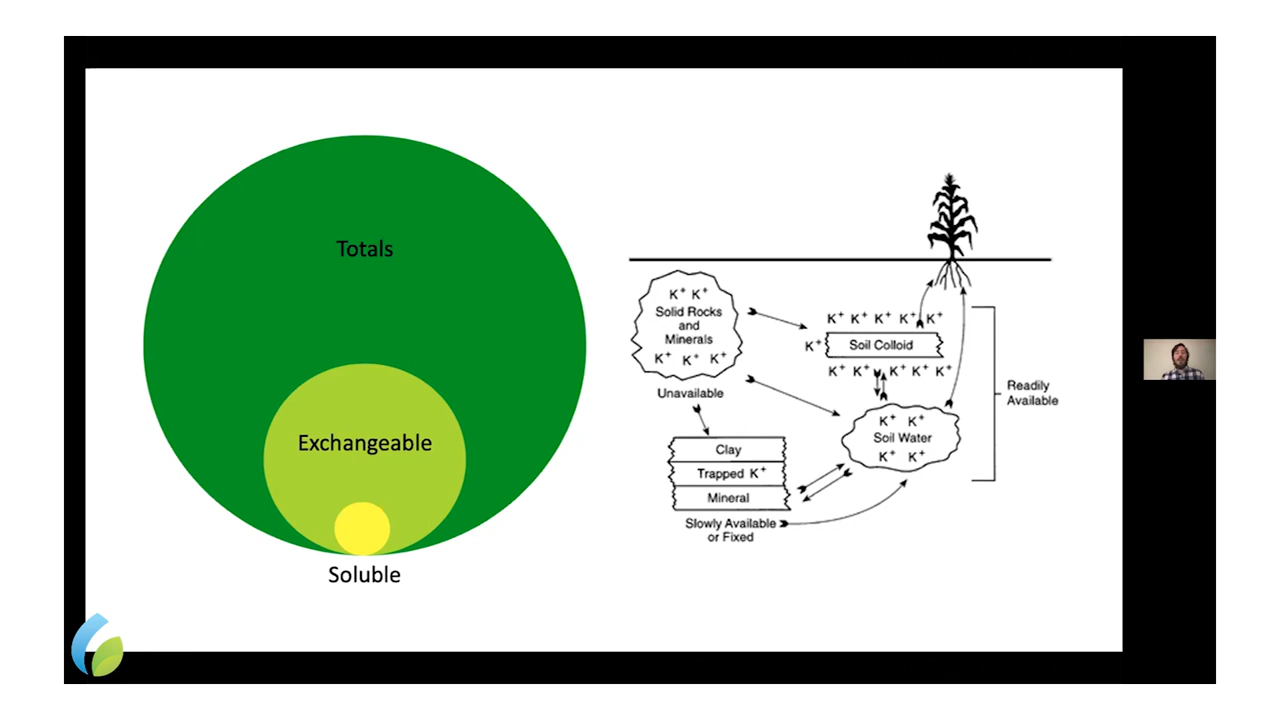 Totals
Exchangeable
Soluble
K⁺ K⁺
Solid Rocks
and
Minerals
K⁺ K⁺ K⁺
Unavailable
Clay
Trapped K⁺
Mineral
Slowly Available
or Fixed
K⁺ K⁺ K⁺ K⁺ K⁺
K⁺
Soil Colloid
K⁺ K⁺ K⁺ K⁺ K⁺
K⁺ K⁺
Soil Water
K⁺ K⁺
Readily
Available